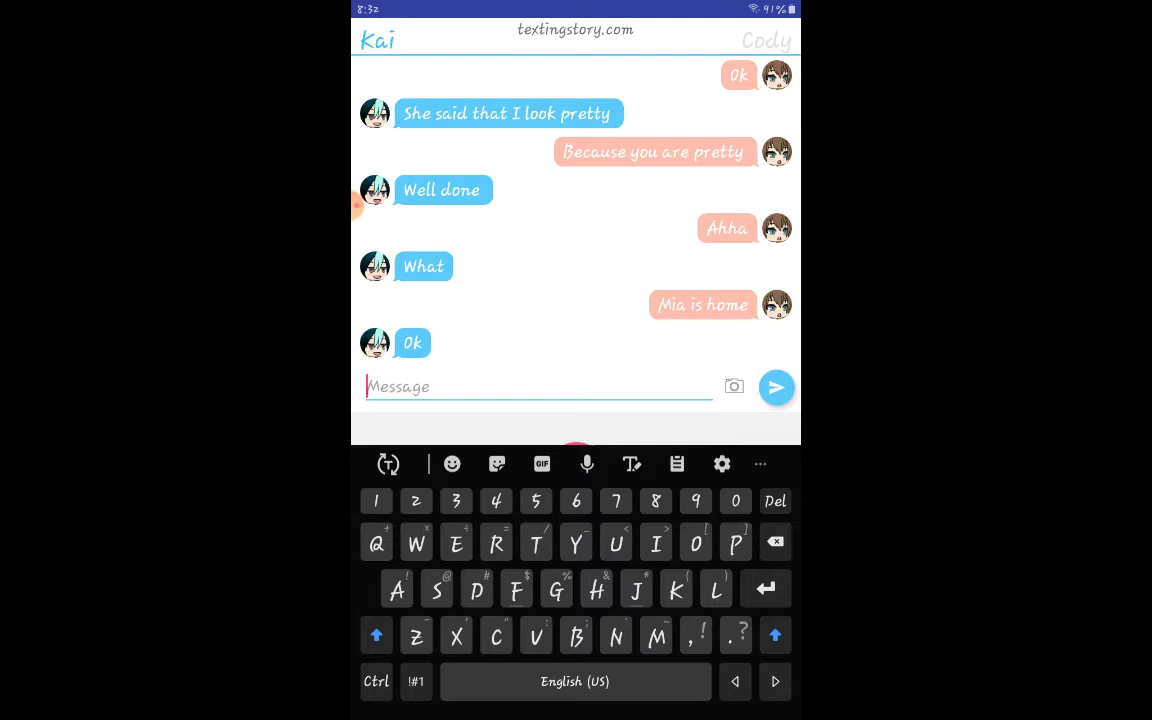 8:32
91%
textingstory.com
Kai
Cody
Ok
She said that I look pretty
Because you are pretty
Well done
Ahha
What
Mia is home
Ok
Message
T GIF T ...
1 2 3 4 5 6 7 8 9 0 Del
+ × ÷ = / _ < > [ ]
Q W E R T Y U I O P
! @ # $ % & * ( )
A S D F G H J K L
- ' " : ; , ~ ! ?
Z X C V B N M , .
Ctrl !#1 English (US)